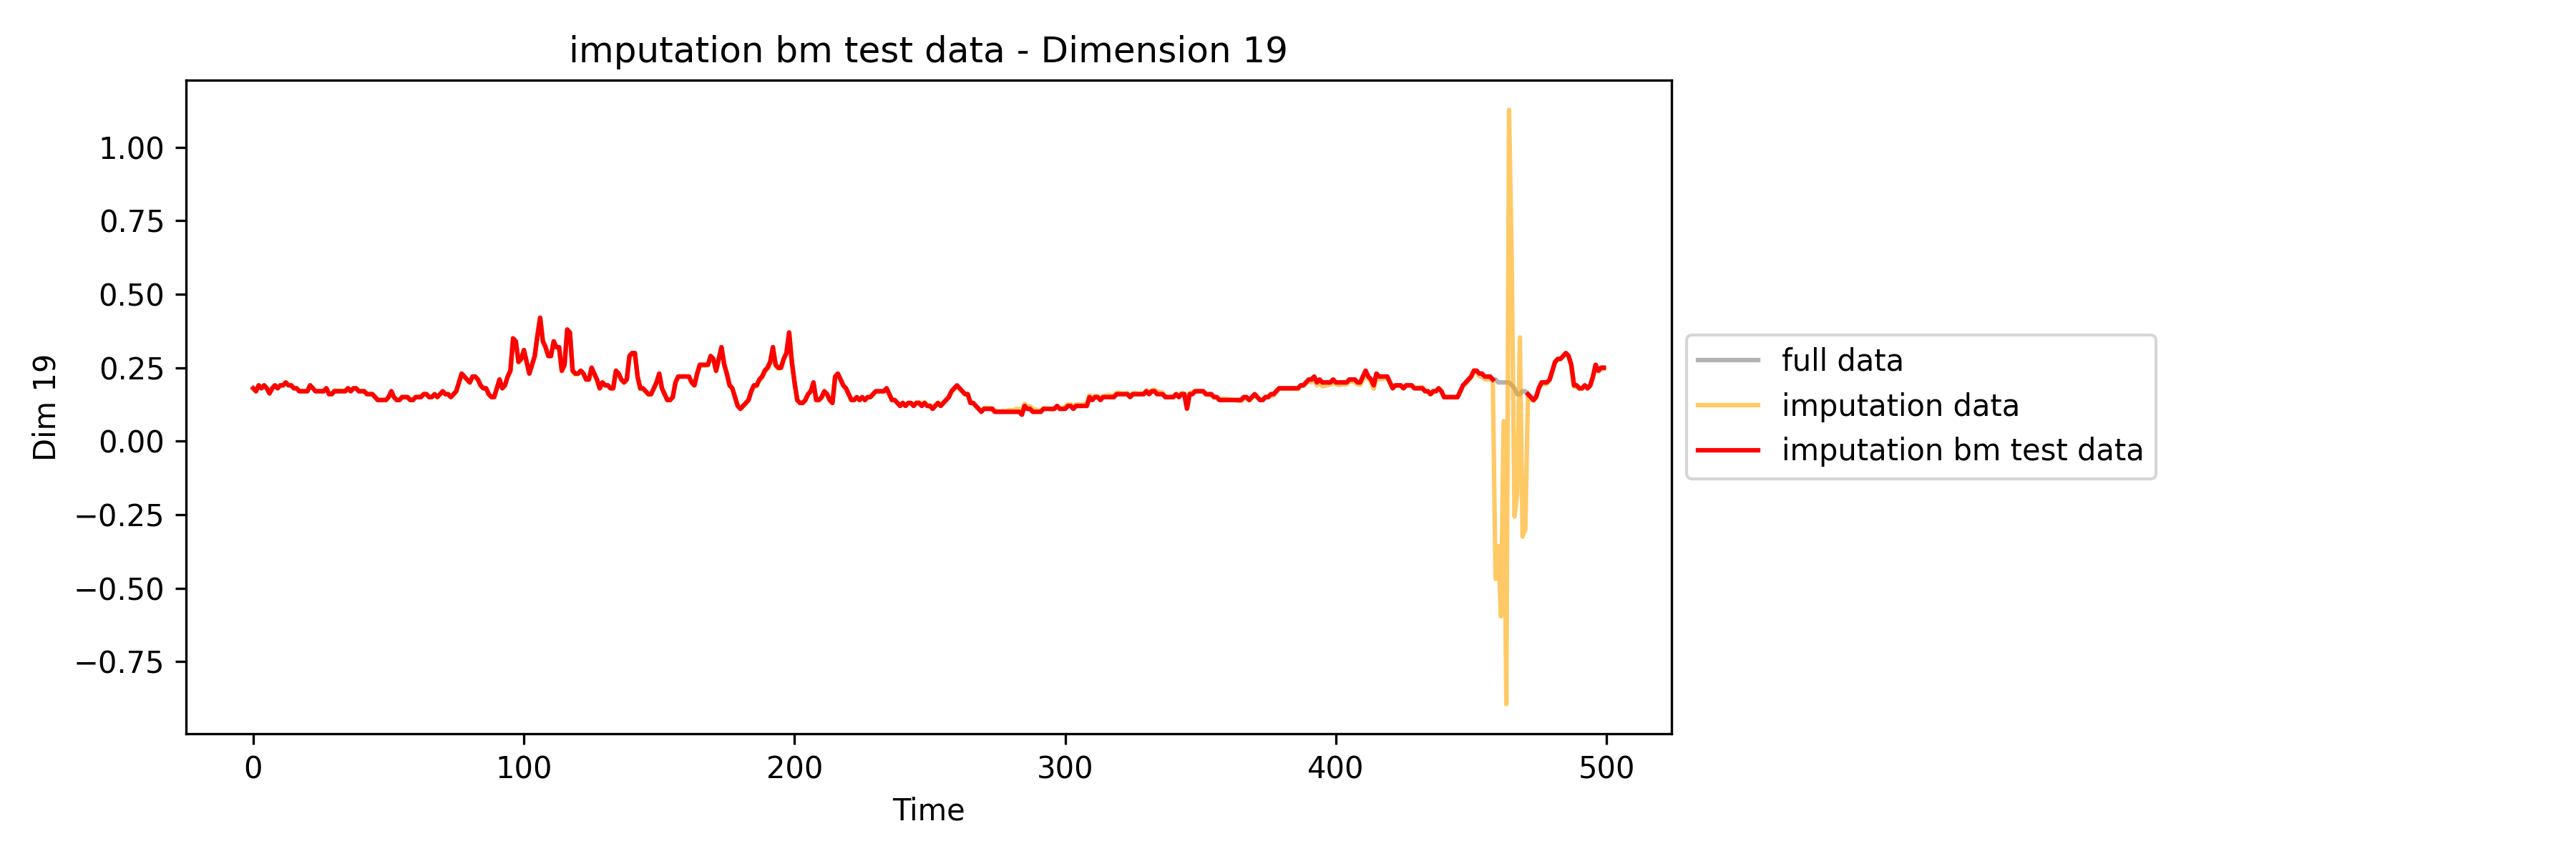 imputation bm test data - Dimension 19
1.00
0.75
0.50
0.25
0.00
−0.25
−0.50
−0.75
Dim 19
0 100 200 300 400 500
Time
full data
imputation data
imputation bm test data